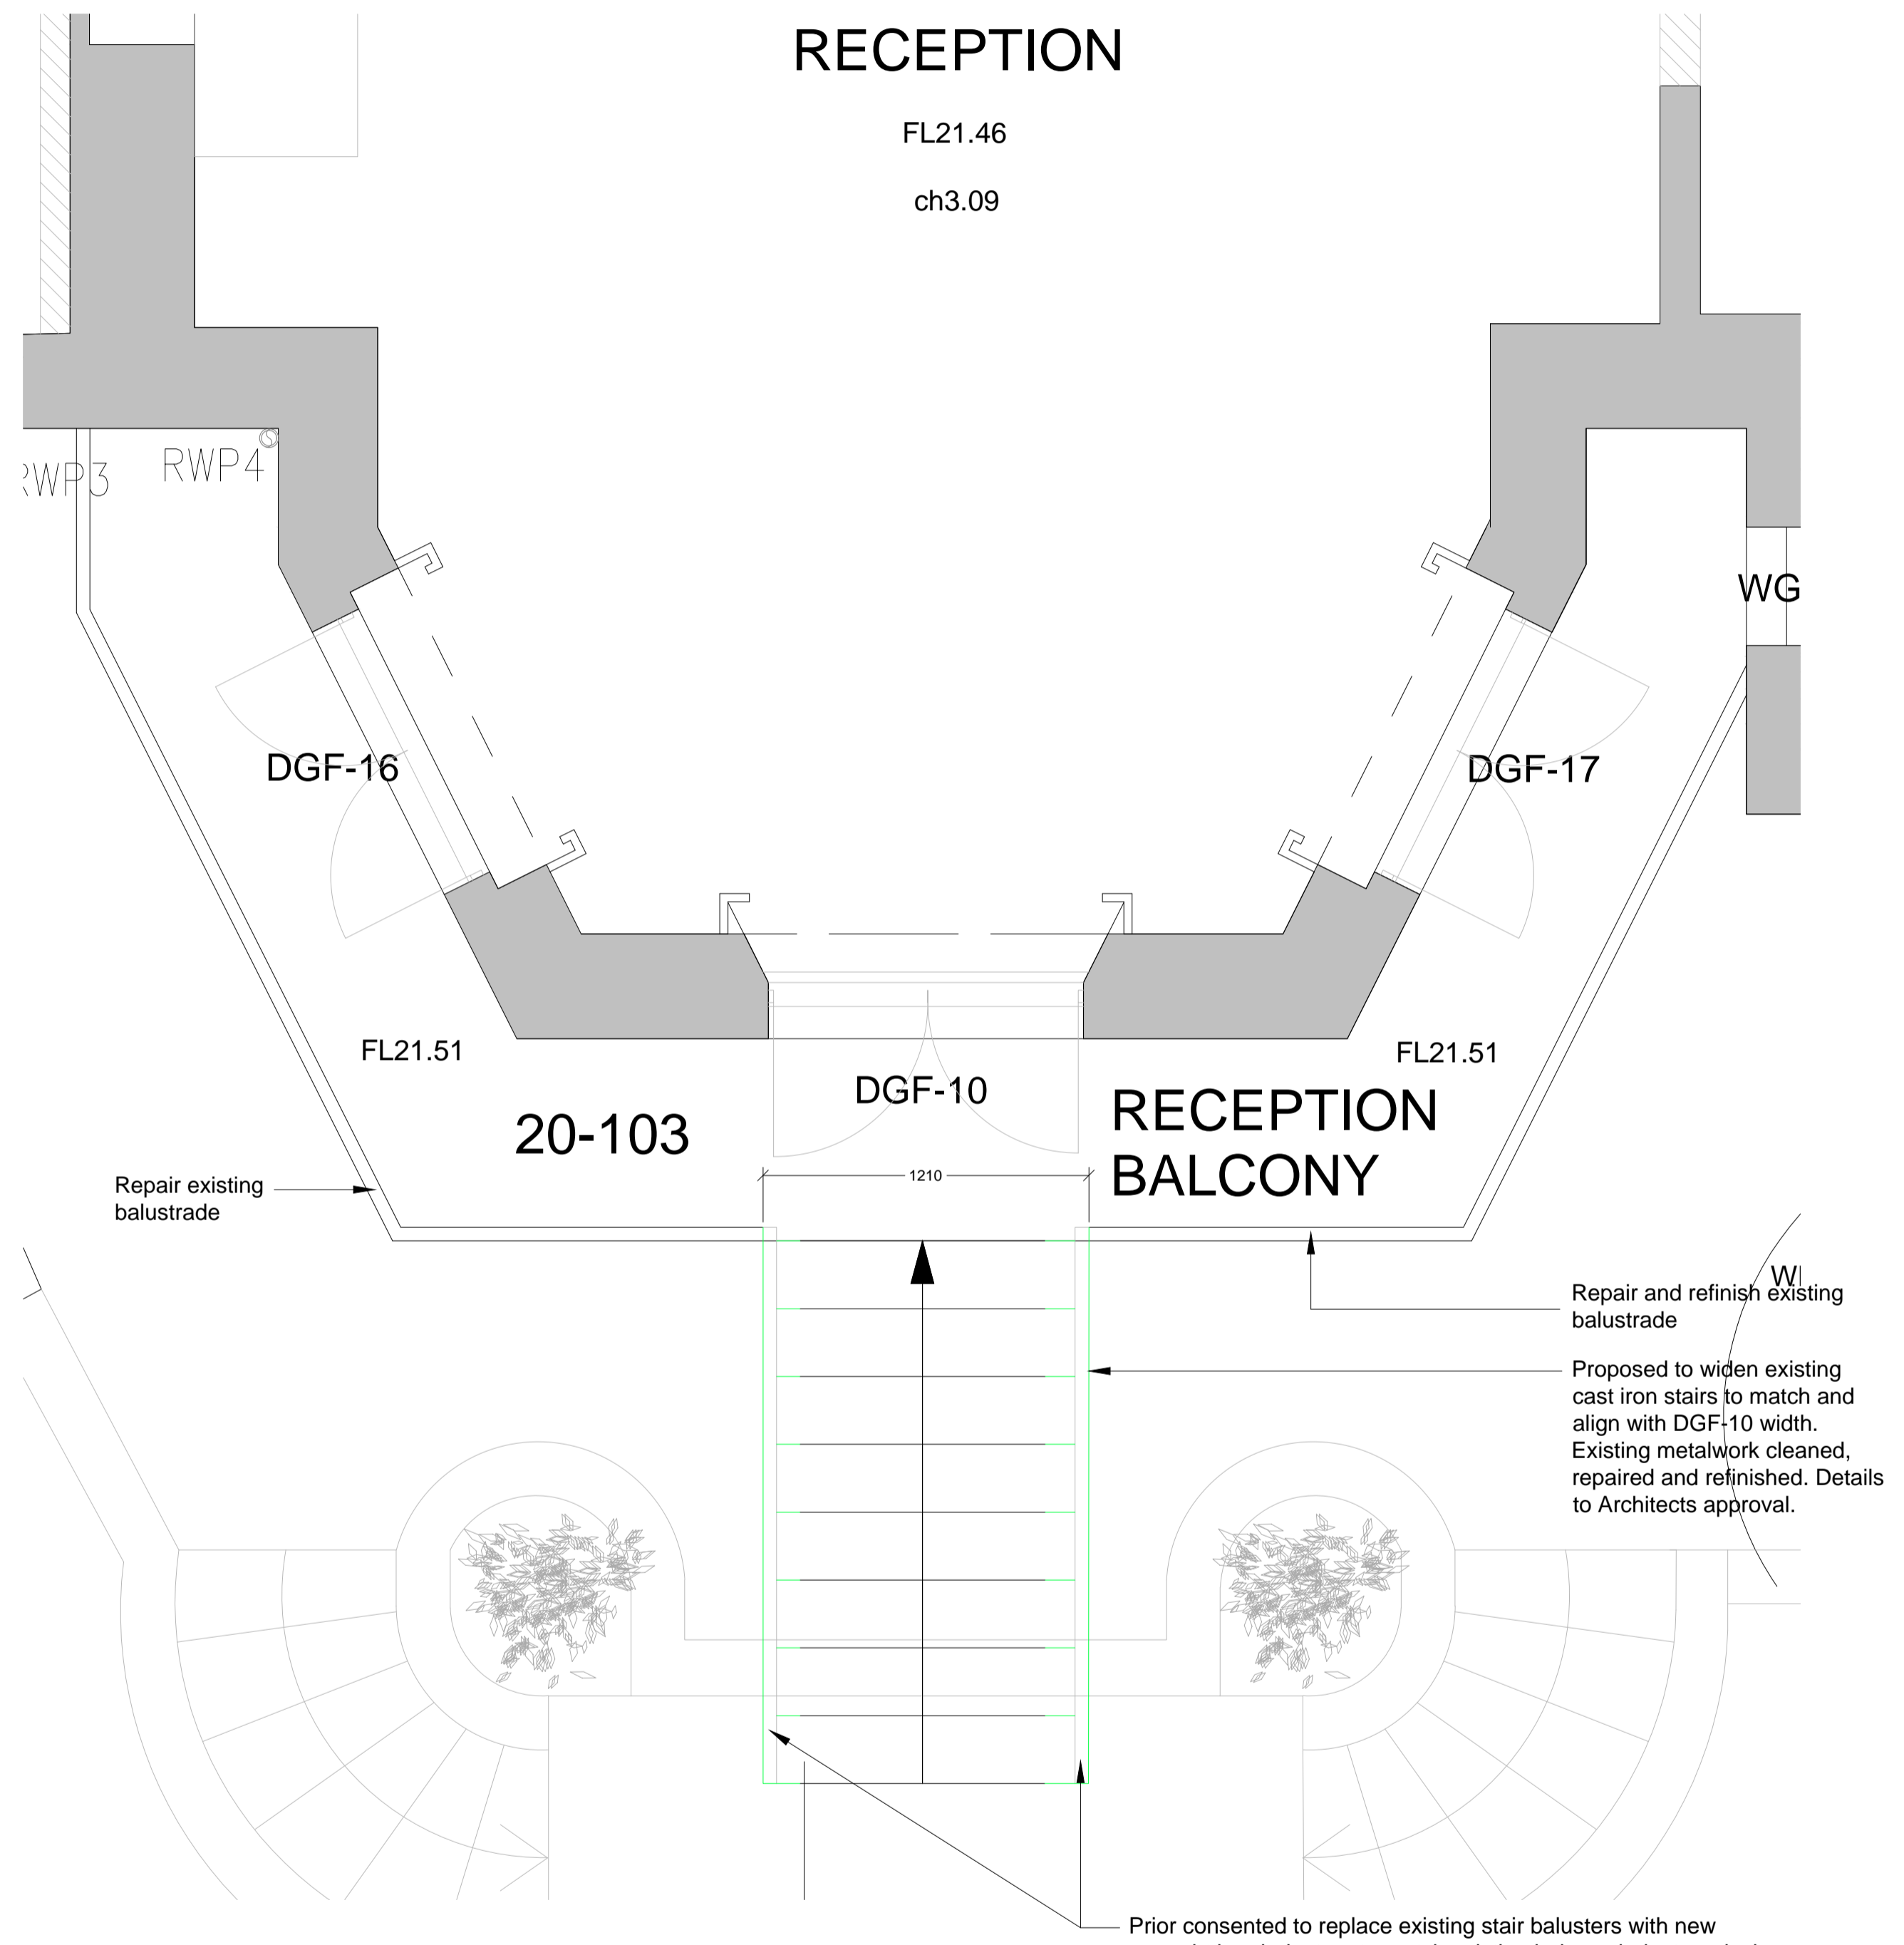 RECEPTION
FL21.46
ch3.09
RWP4
WG
DGF-16
DGF-17
FL21.51
FL21.51
DGF-10
20-103
RECEPTION
BALCONY
1210
Repair existing
balustrade
Repair and refinish existing
balustrade
Proposed to widen existing
cast iron stairs to match and
align with DGF-10 width.
Existing metalwork cleaned,
repaired and refinished. Details
to Architects approval.
Prior consented to replace existing stair balusters with new